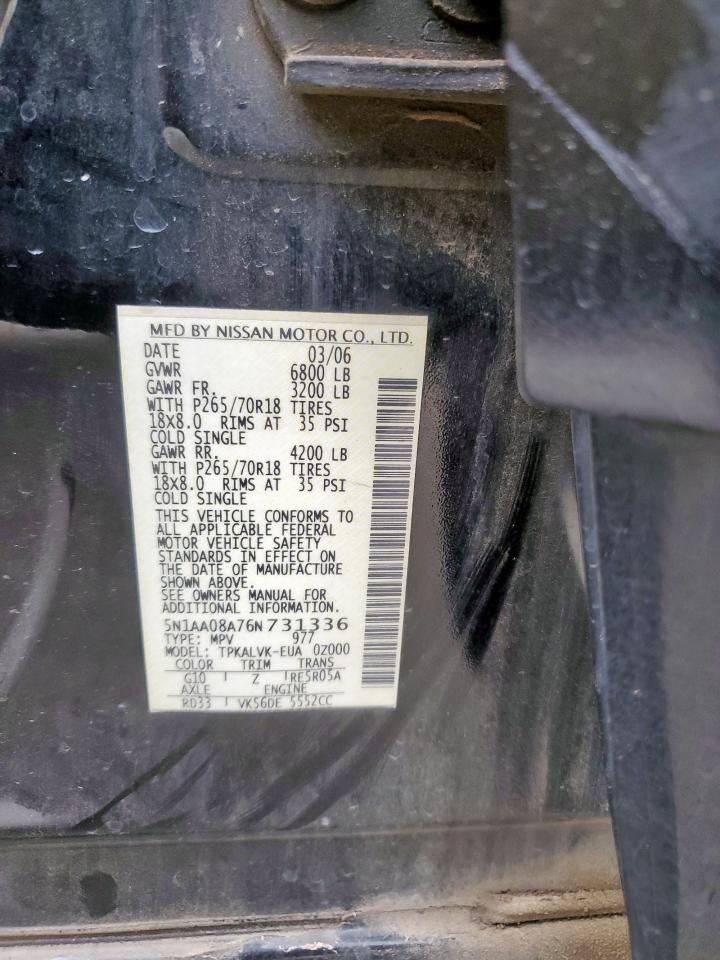 MFD BY NISSAN MOTOR CO., LTD.
DATE 03/06
GVWR 6800 LB
GAWR FR. 3200 LB
WITH P265/70R18 TIRES
18X8.0 RIMS AT 35 PSI
COLD SINGLE
GAWR RR. 4200 LB
WITH P265/70R18 TIRES
18X8.0 RIMS AT 35 PSI
COLD SINGLE
THIS VEHICLE CONFORMS TO
ALL APPLICABLE FEDERAL
MOTOR VEHICLE SAFETY
STANDARDS IN EFFECT ON
THE DATE OF MANUFACTURE
SHOWN ABOVE.
SEE OWNERS MANUAL FOR
ADDITIONAL INFORMATION.
5N1AA08A76N731336
TYPE: MPV 977
MODEL: TPKALVK-EUA 0Z000
COLOR TRIM TRANS
G10 Z RE5R05A
AXLE ENGINE
RD33 VK56DE 5552CC